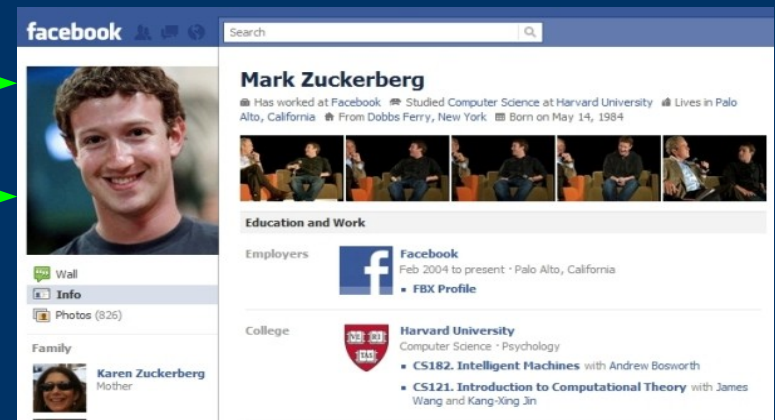 facebook
Search
Mark Zuckerberg
Has worked at Facebook Studied Computer Science at Harvard University Lives in Palo
Alto, California From Dobbs Ferry, New York Born on May 14, 1984
Education and Work
Employers
Facebook
Feb 2004 to present · Palo Alto, California
▪ FBX Profile
Wall
Info
Photos (826)
College
Harvard University
Computer Science · Psychology
▪ CS182. Intelligent Machines with Andrew Bosworth
▪ CS121. Introduction to Computational Theory with James
Wang and Kang-Xing Jin
Family
Karen Zuckerberg
Mother
VE RI
TAS